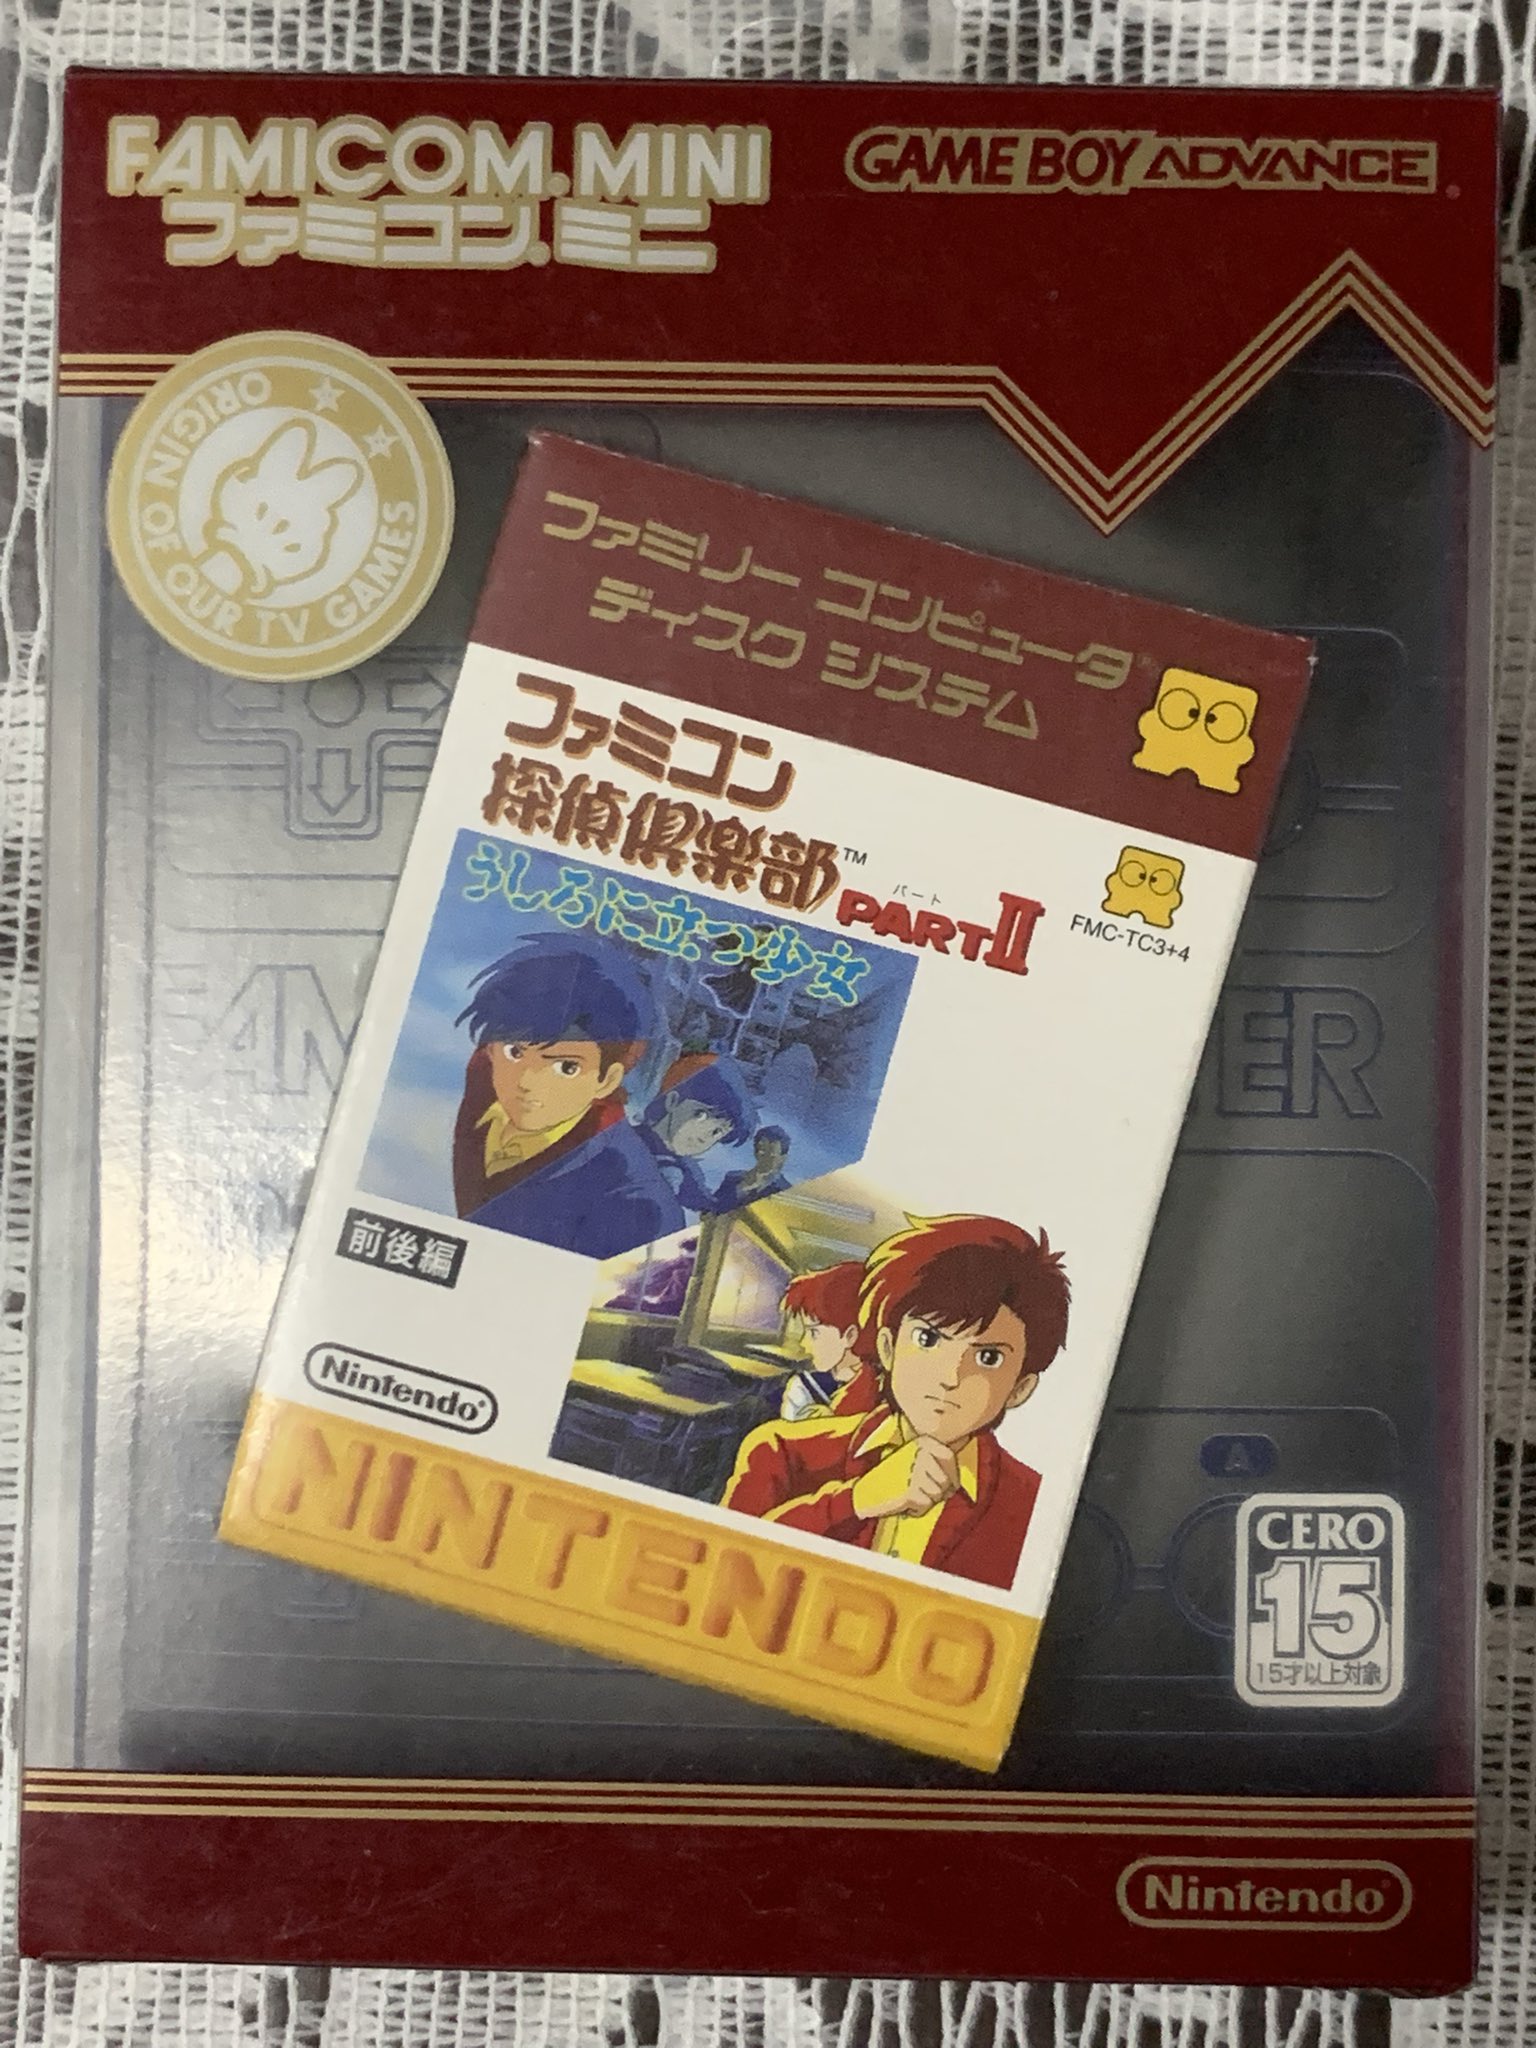 FAMICOM MINI
ファミコン ミニ
GAME BOY ADVANCE
ORIGIN OF OUR TV GAMES
ファミリー コンピュータ
ディスク システム
ファミコン
探偵倶楽部™
パート
PART II
うしろに立つ少女
FMC-TC3+4
前後編
Nintendo
NINTENDO
A
CERO
15
15才以上対象
Nintendo